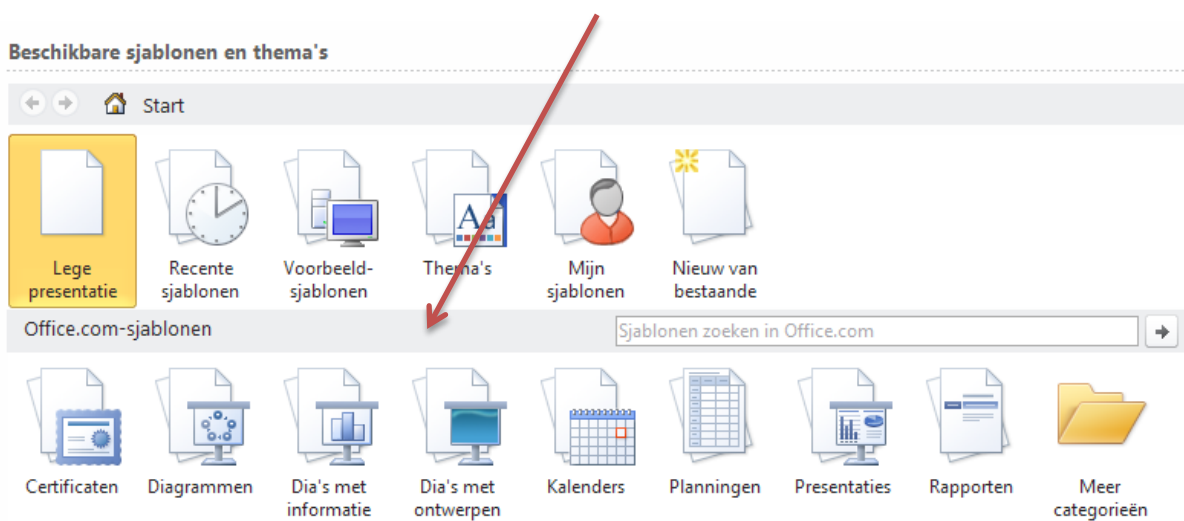 Beschikbare sjablonen en thema's
Start
Lege
presentatie
Recente
sjablonen
Voorbeeld-
sjablonen
Aa
Thema's
Mijn
sjablonen
Nieuw van
bestaande
Office.com-sjablonen
Sjablonen zoeken in Office.com
Certificaten
Diagrammen
Dia's met
informatie
Dia's met
ontwerpen
Kalenders
Planningen
Presentaties
Rapporten
Meer
categorieën